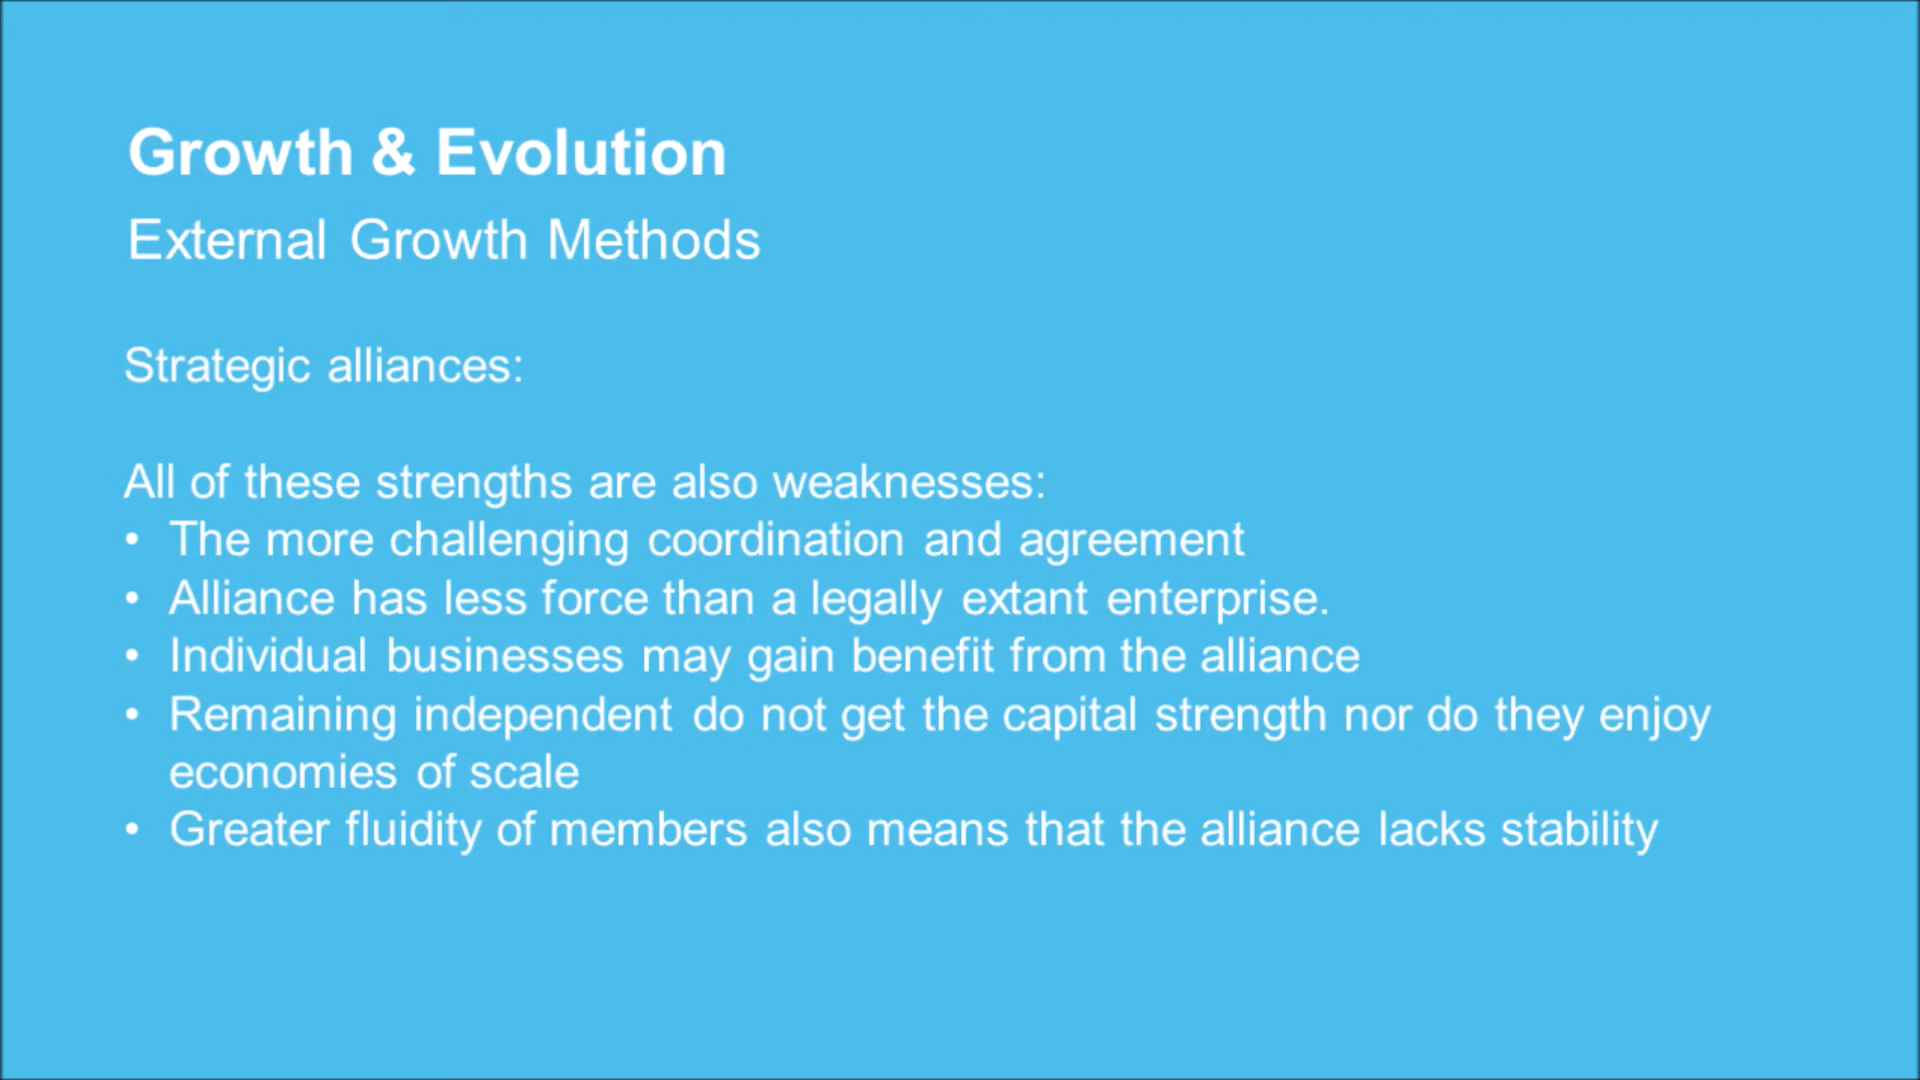 Growth & Evolution
External Growth Methods
Strategic alliances:
All of these strengths are also weaknesses:
• The more challenging coordination and agreement
• Alliance has less force than a legally extant enterprise.
• Individual businesses may gain benefit from the alliance
• Remaining independent do not get the capital strength nor do they enjoy
economies of scale
• Greater fluidity of members also means that the alliance lacks stability